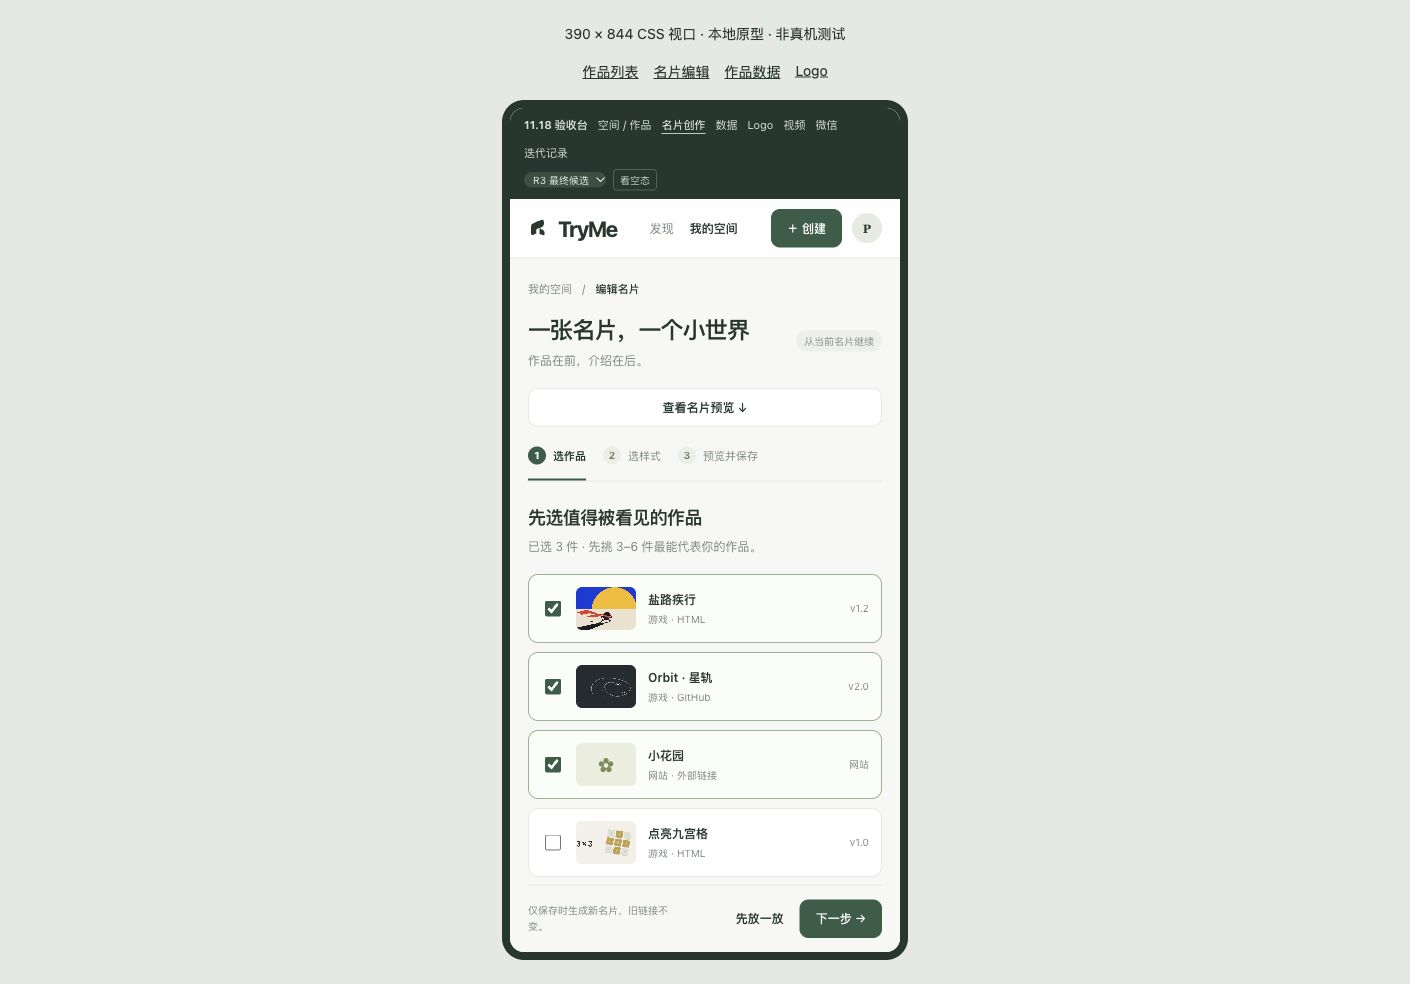 390 × 844 CSS 视口 · 本地原型 · 非真机测试
作品列表 名片编辑 作品数据 Logo
11.18 验收台 空间 / 作品 名片创作 数据 Logo 视频 微信
迭代记录
R3 最终候选 看空态
TryMe 发现 我的空间 + 创建 P
我的空间 / 编辑名片
一张名片，一个小世界
从当前名片继续
作品在前，介绍在后。
查看名片预览 ↓
1 选作品 2 选样式 3 预览并保存
先选值得被看见的作品
已选 3 件 · 先挑 3–6 件最能代表你的作品。
盐路疾行
游戏 · HTML
v1.2
Orbit · 星轨
游戏 · GitHub
v2.0
小花园
网站 · 外部链接
网站
3×3
点亮九宫格
游戏 · HTML
v1.0
仅保存时生成新名片，旧链接不
变。
先放一放 下一步 →